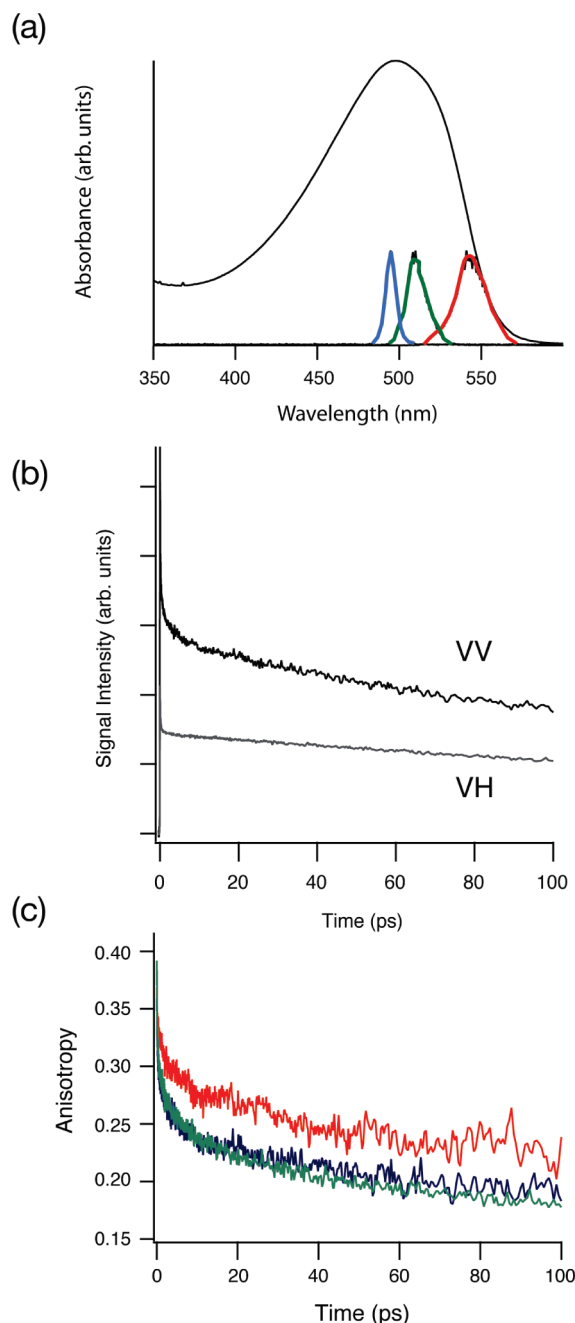 (a)
Absorbance (arb. units)
350
400
450
500
550
Wavelength (nm)
(b)
Signal Intensity (arb. units)
VV
VH
0
20
40
60
80
100
Time (ps)
(c)
0.40
0.35
0.30
0.25
0.20
0.15
Anisotropy
0
20
40
60
80
100
Time (ps)